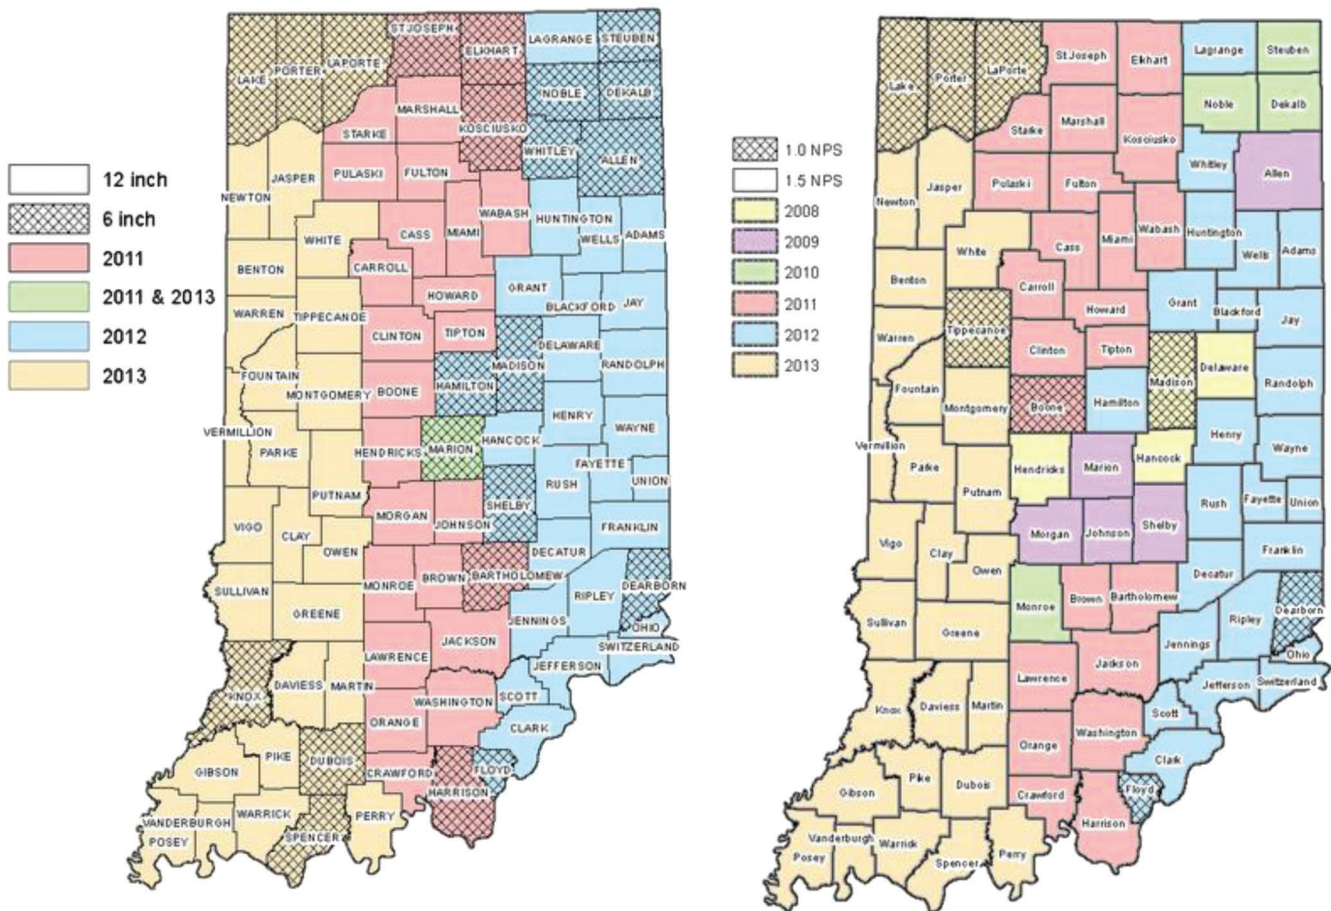 12 inch
6 inch
2011
2011 & 2013
2012
2013
LAKE
PORTER
LAPORTE
STJOSEPH
ELKHART
LAGRANGE
STEUBEN
NOBLE
DEKALB
MARSHALL
STARKE
KOSCIUSKO
WHITLEY
ALLEN
NEWTON
JASPER
PULASKI
FULTON
WABASH
MIAMI
HUNTINGTON
WELLS
ADAMS
WHITE
CASS
BENTON
CARROLL
GRANT
BLACKFORD
JAY
HOWARD
WARREN
TIPPECANOE
CLINTON
TIPTON
MADISON
DELAWARE
RANDOLPH
FOUNTAIN
MONTGOMERY
BOONE
HAMILTON
HENRY
WAYNE
VERMILLION
PARKE
HENDRICKS
MARION
HANCOCK
FAYETTE
UNION
RUSH
PUTNAM
SHELBY
VIGO
CLAY
MORGAN
JOHNSON
FRANKLIN
OWEN
DECATUR
SULLIVAN
MONROE
BROWN
BARTHOLOMEW
DEARBORN
GREENE
RIPLEY
JENNINGS
OHIO
SWITZERLAND
LAWRENCE
JACKSON
JEFFERSON
KNOX
DAVIESS
MARTIN
SCOTT
WASHINGTON
ORANGE
CLARK
PIKE
DUBOIS
GIBSON
CRAWFORD
FLOYD
HARRISON
VANDERBURGH
POSEY
WARRICK
SPENCER
PERRY
1.0 NPS
1.5 NPS
2008
2009
2010
2011
2012
2013
Lake
Porter
LaPorte
StJoseph
Elkhart
Lagrange
Steuben
Noble
Dekalb
Starke
Marshall
Kosciusko
Whitley
Allen
Newton
Jasper
Pulaski
Fulton
Miami
Wabash
Huntington
Wells
Adams
White
Cass
Benton
Carroll
Grant
Blackford
Jay
Howard
Tippecanoe
Warren
Clinton
Tipton
Madison
Delaware
Randolph
Fountain
Montgomery
Boone
Hamilton
Henry
Wayne
Vermillion
Parke
Hendricks
Marion
Hancock
Putnam
Rush
Fayette
Union
Vigo
Clay
Morgan
Johnson
Shelby
Franklin
Owen
Decatur
Sullivan
Greene
Monroe
Brown
Bartholomew
Dearborn
Ripley
Jennings
Ohio
Switzerland
Jefferson
Lawrence
Jackson
Knox
Daviess
Martin
Scott
Washington
Orange
Clark
Pike
Dubois
Gibson
Crawford
Floyd
Harrison
Vanderburgh
Posey
Warrick
Spencer
Perry